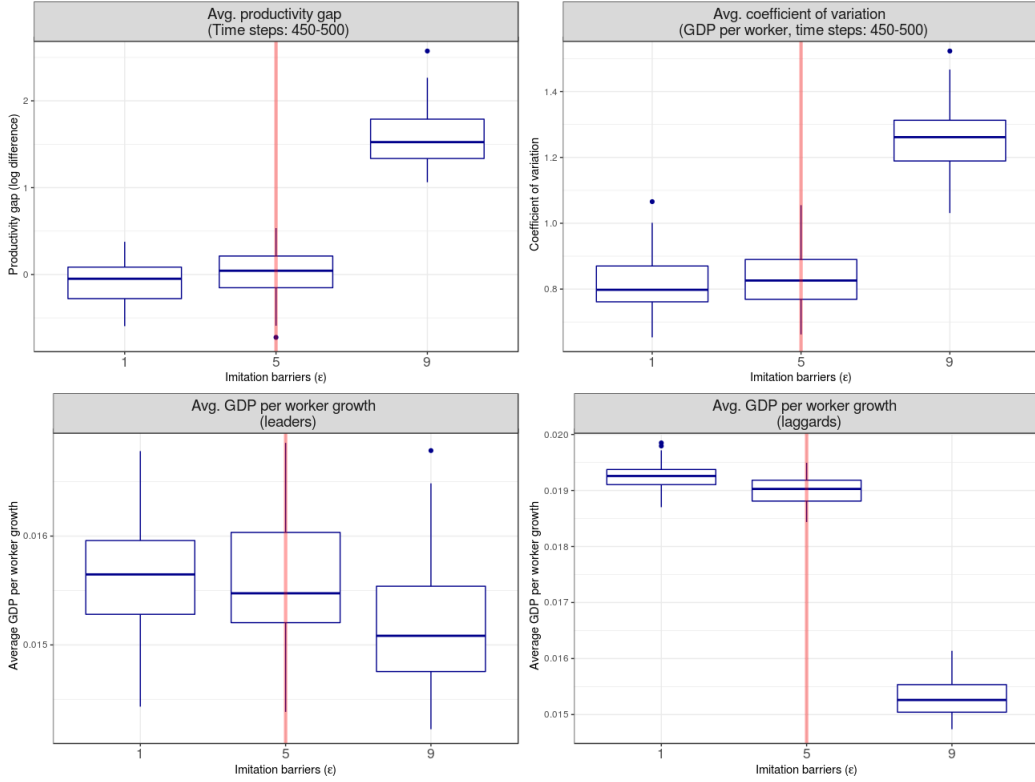 Avg. productivity gap
(Time steps: 450-500)
Productivity gap (log difference)
2
1
0
1
5
9
Imitation barriers (ε)
Avg. coefficient of variation
(GDP per worker, time steps: 450-500)
Coefficient of variation
1.4
1.2
1.0
0.8
1
5
9
Imitation barriers (ε)
Avg. GDP per worker growth
(leaders)
Average GDP per worker growth
0.016
0.015
1
5
9
Imitation barriers (ε)
Avg. GDP per worker growth
(laggards)
Average GDP per worker growth
0.020
0.019
0.018
0.017
0.016
0.015
1
5
9
Imitation barriers (ε)